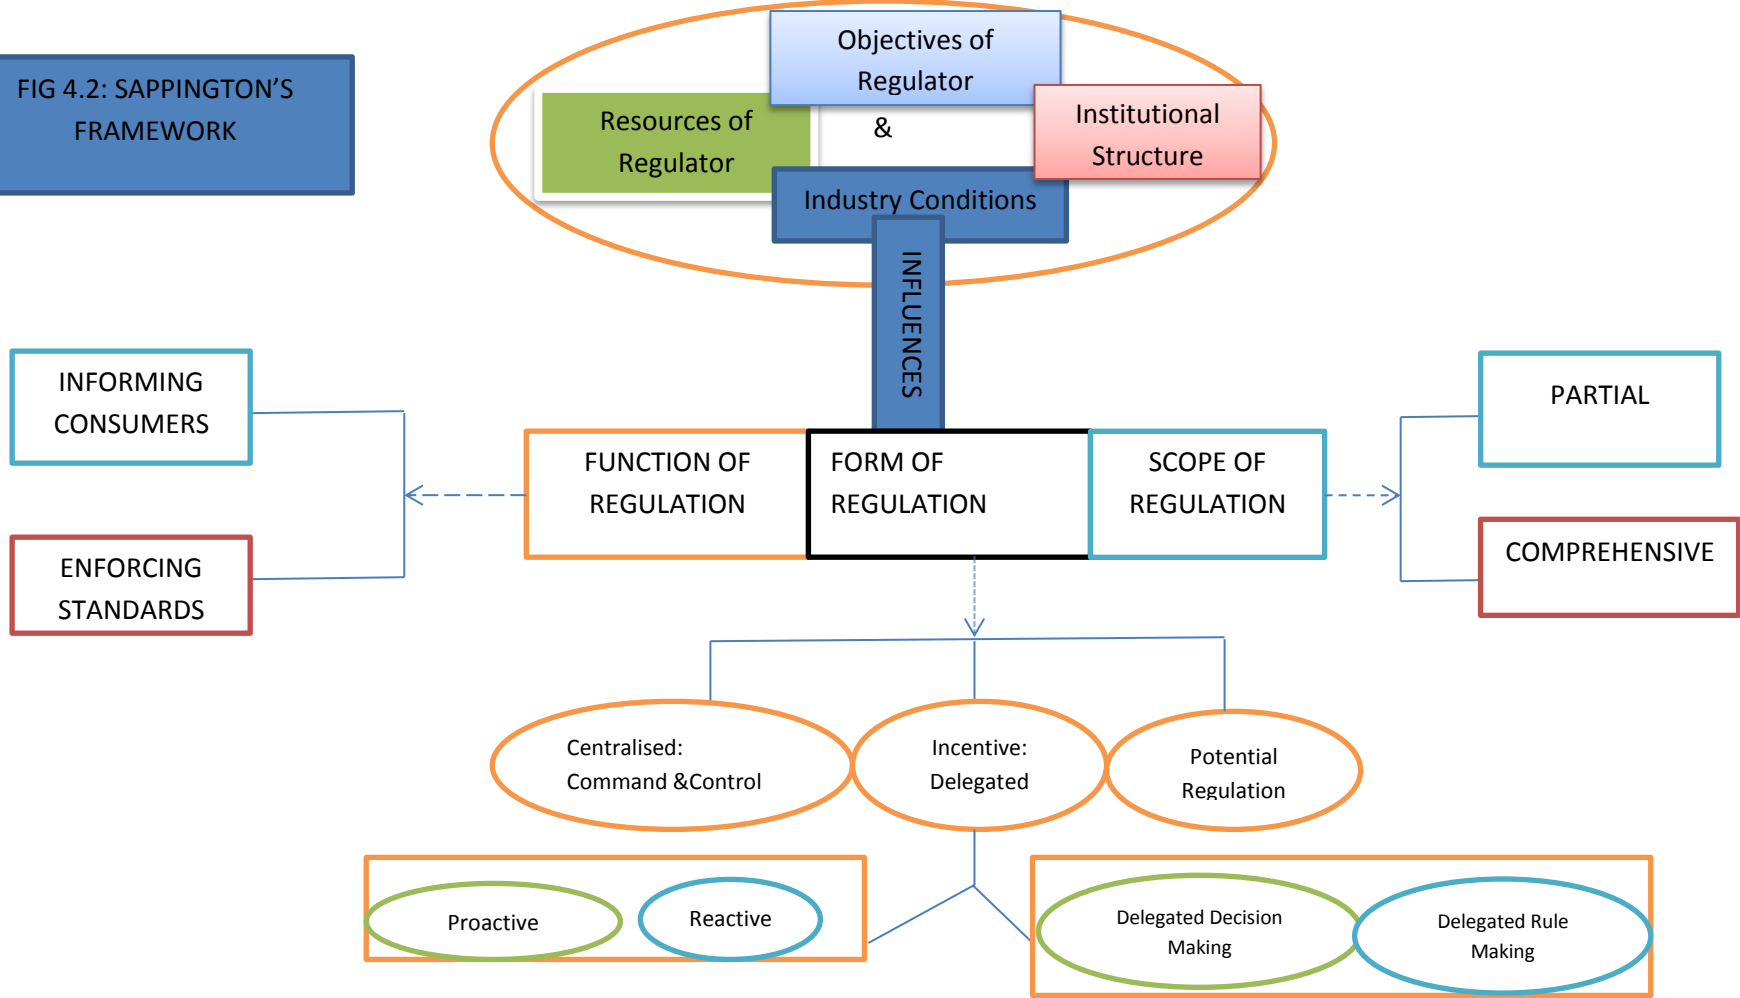 FIG 4.2: SAPPINGTON’S
FRAMEWORK
Objectives of
Regulator
Resources of
Regulator
&
Institutional
Structure
Industry Conditions
INFLUENCES
INFORMING
CONSUMERS
ENFORCING
STANDARDS
FUNCTION OF
REGULATION
FORM OF
REGULATION
SCOPE OF
REGULATION
PARTIAL
COMPREHENSIVE
Centralised:
Command &Control
Incentive:
Delegated
Potential
Regulation
Proactive
Reactive
Delegated Decision
Making
Delegated Rule
Making